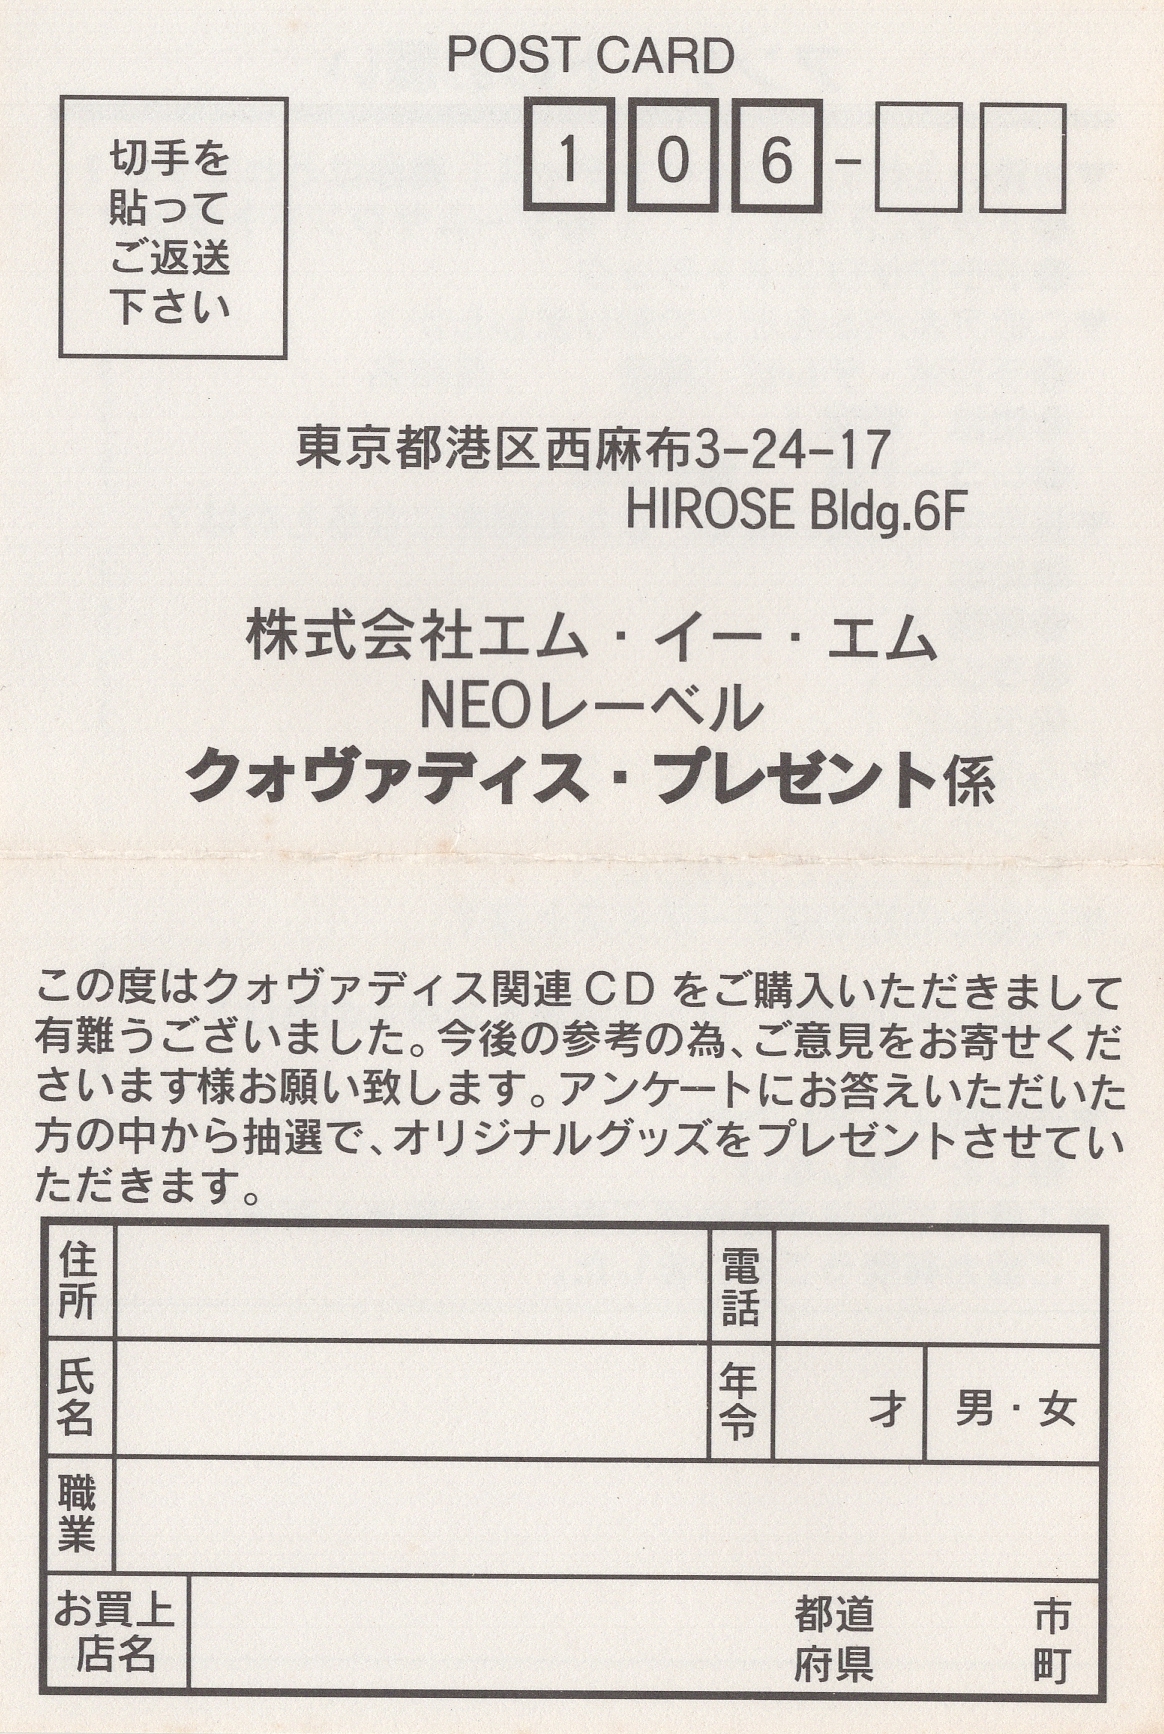 POST CARD
切手を
貼って
ご返送
下さい
106-
東京都港区西麻布3-24-17
HIROSE Bldg.6F
株式会社エム・イー・エム
NEOレーベル
クォヴァディス・プレゼント係
この度はクォヴァディス関連CDをご購入いただきまして
有難うございました。今後の参考の為、ご意見をお寄せくだ
さいます様お願い致します。アンケートにお答えいただいた
方の中から抽選で、オリジナルグッズをプレゼントさせてい
ただきます。
住所
電話
氏名
年令
才
男・女
職業
お買上
店名
都道
府県
市
町